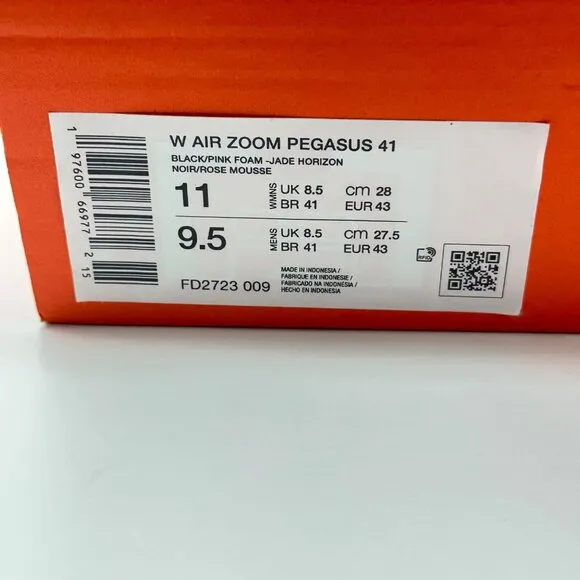 W AIR ZOOM PEGASUS 41
BLACK/PINK FOAM -JADE HORIZON
NOIR/ROSE MOUSSE
11 WMNS UK 8.5 cm 28
BR 41 EUR 43
9.5 MENS UK 8.5 cm 27.5
BR 41 EUR 43
MADE IN INDONESIA /
FABRIQUE EN INDONESIE /
FABRICADO NA INDONÉSIA /
HECHO EN INDONESIA
FD2723 009
RFID
1 97600 66977 2 15